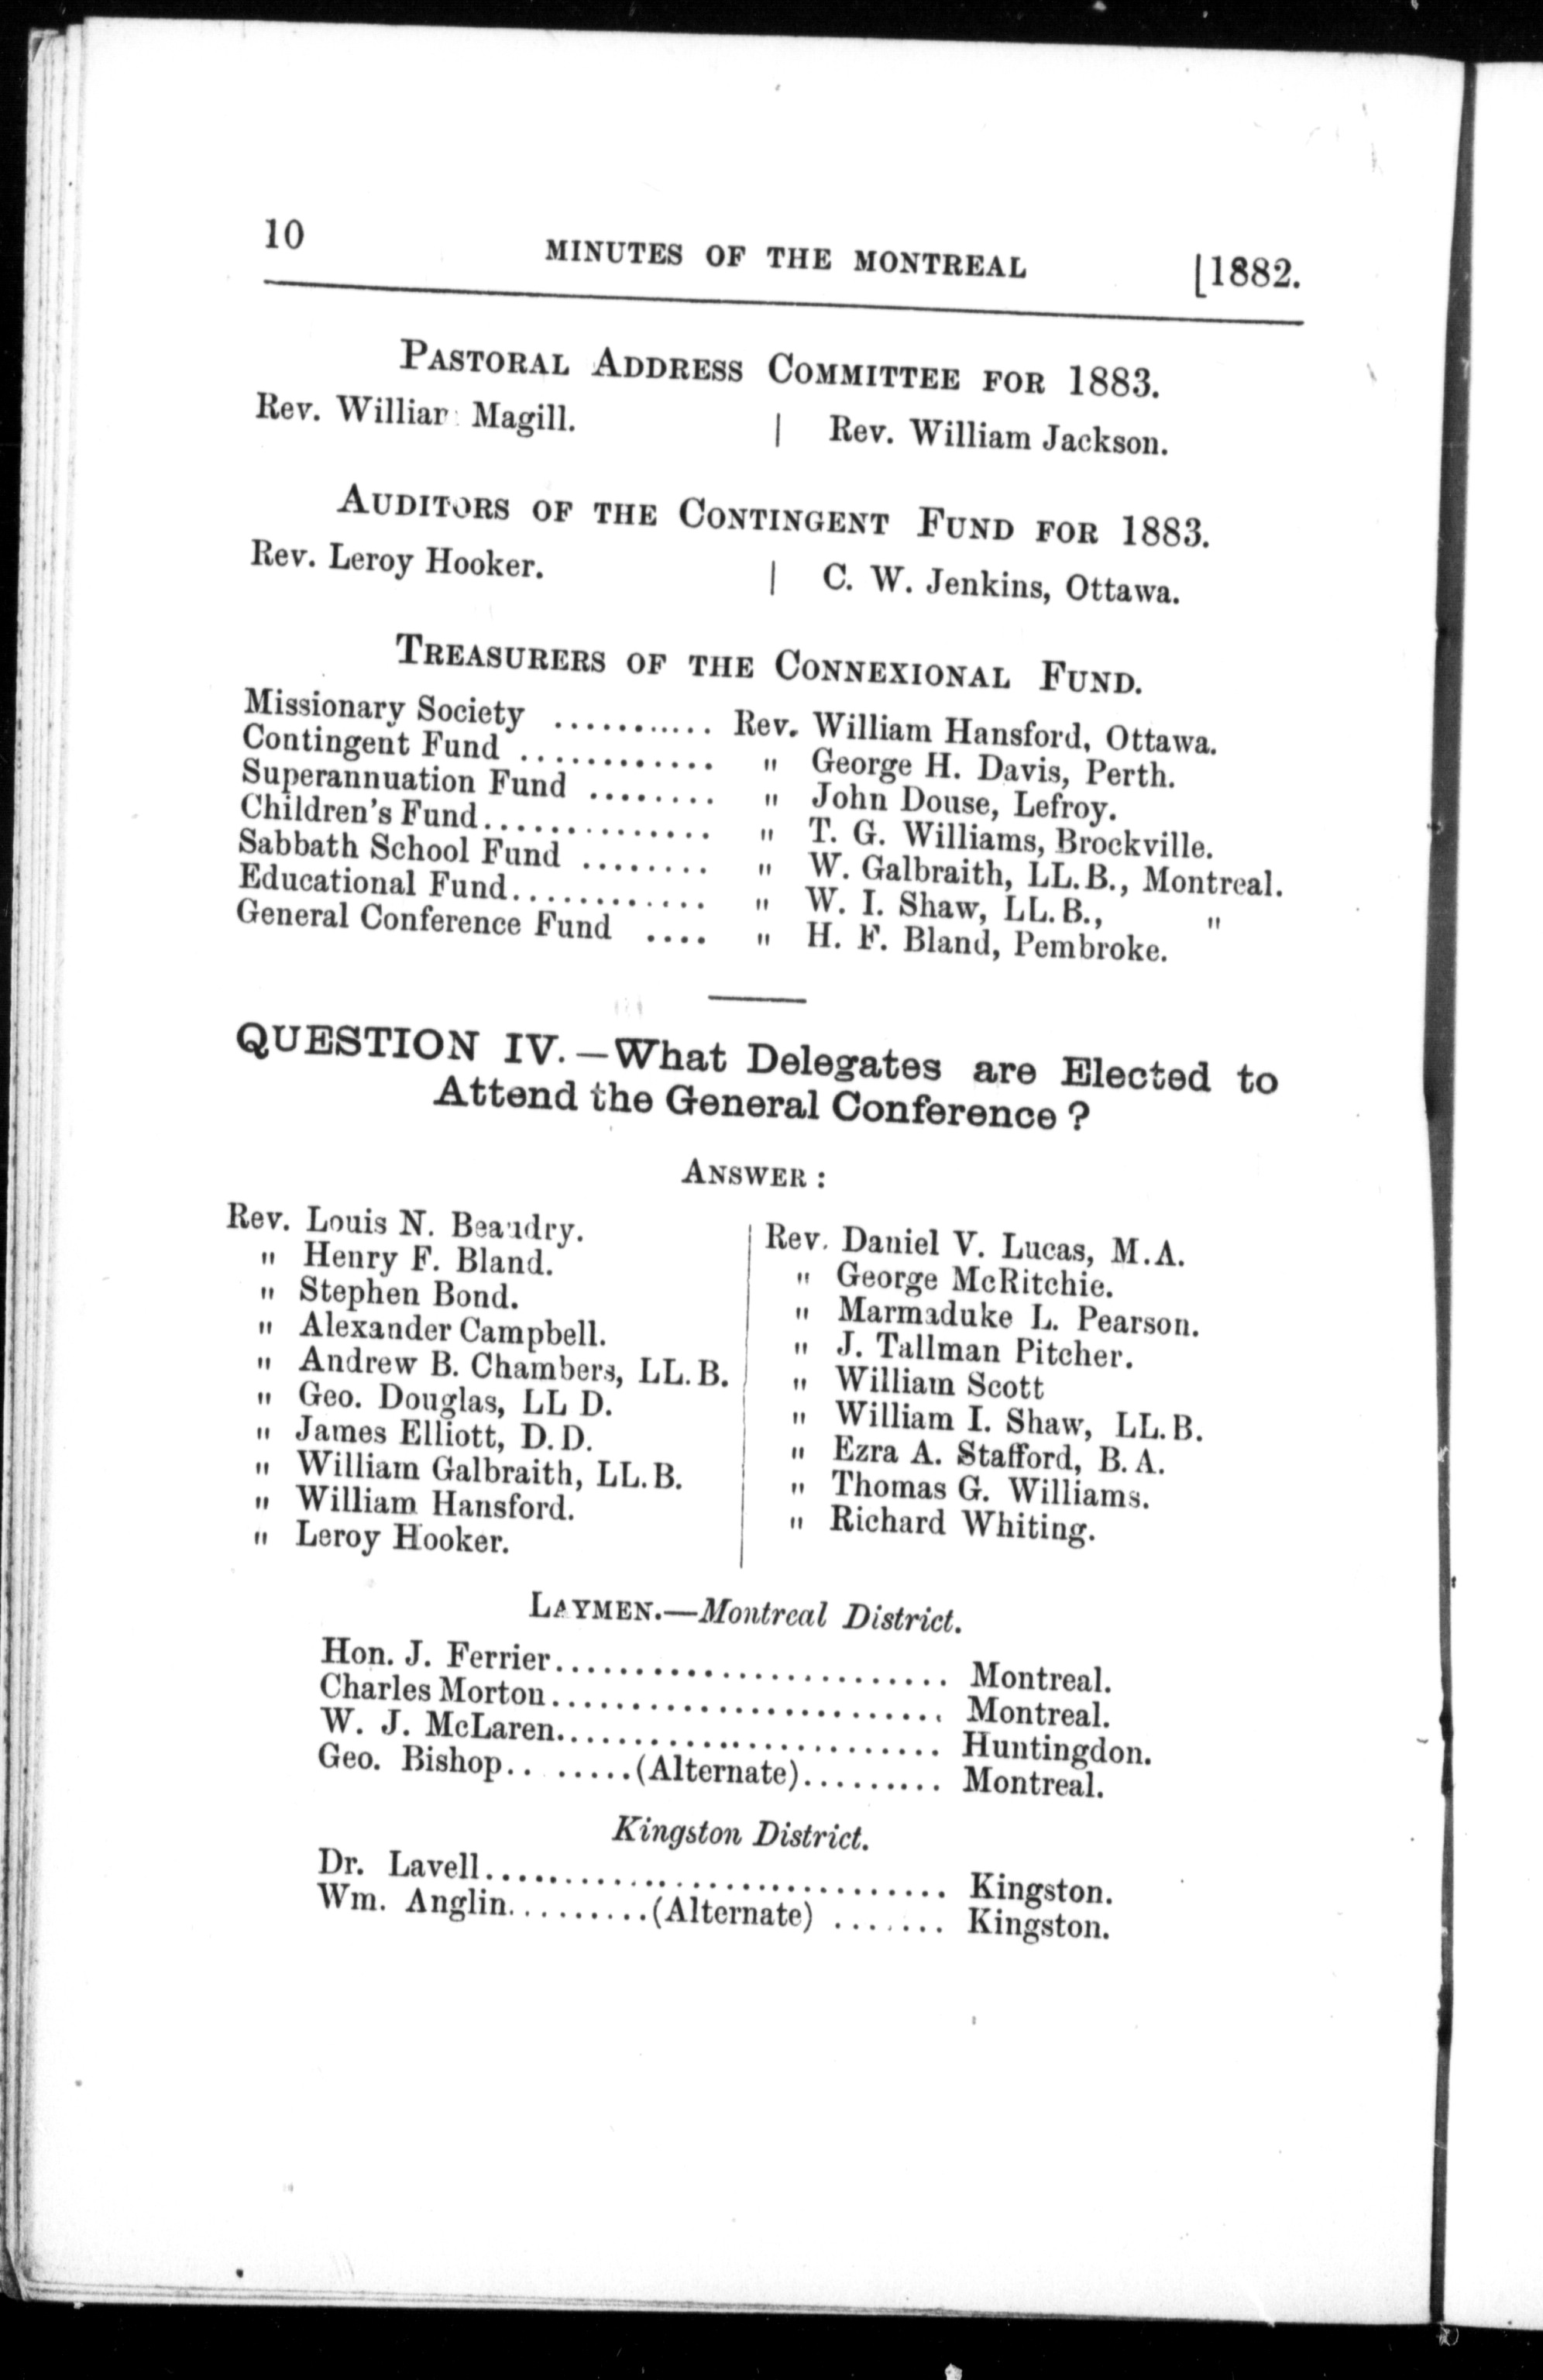 10 MINUTES OF THE MONTREAL [1882.
PASTORAL ADDRESS COMMITTEE FOR 1883.
Rev. William Magill. | Rev. William Jackson.
AUDITORS OF THE CONTINGENT FUND FOR 1883.
Rev. Leroy Hooker. | C. W. Jenkins, Ottawa.
TREASURERS OF THE CONNEXIONAL FUND.
Missionary Society ........... Rev. William Hansford, Ottawa.
Contingent Fund ............ " George H. Davis, Perth.
Superannuation Fund ........ " John Douse, Lefroy.
Children's Fund.............. " T. G. Williams, Brockville.
Sabbath School Fund ........ " W. Galbraith, LL.B., Montreal.
Educational Fund............. " W. I. Shaw, LL.B., "
General Conference Fund .... " H. F. Bland, Pembroke.
QUESTION IV.—What Delegates are Elected to
Attend the General Conference?
ANSWER:
Rev. Louis N. Beaudry.
" Henry F. Bland.
" Stephen Bond.
" Alexander Campbell.
" Andrew B. Chambers, LL.B.
" Geo. Douglas, LL D.
" James Elliott, D.D.
" William Galbraith, LL.B.
" William Hansford.
" Leroy Hooker.
Rev. Daniel V. Lucas, M.A.
" George McRitchie.
" Marmaduke L. Pearson.
" J. Tallman Pitcher.
" William Scott
" William I. Shaw, LL.B.
" Ezra A. Stafford, B.A.
" Thomas G. Williams.
" Richard Whiting.
LAYMEN.—Montreal District.
Hon. J. Ferrier........................ Montreal.
Charles Morton........................ Montreal.
W. J. McLaren........................ Huntingdon.
Geo. Bishop.. .....(Alternate)......... Montreal.
Kingston District.
Dr. Lavell............................. Kingston.
Wm. Anglin.........(Alternate) ....... Kingston.